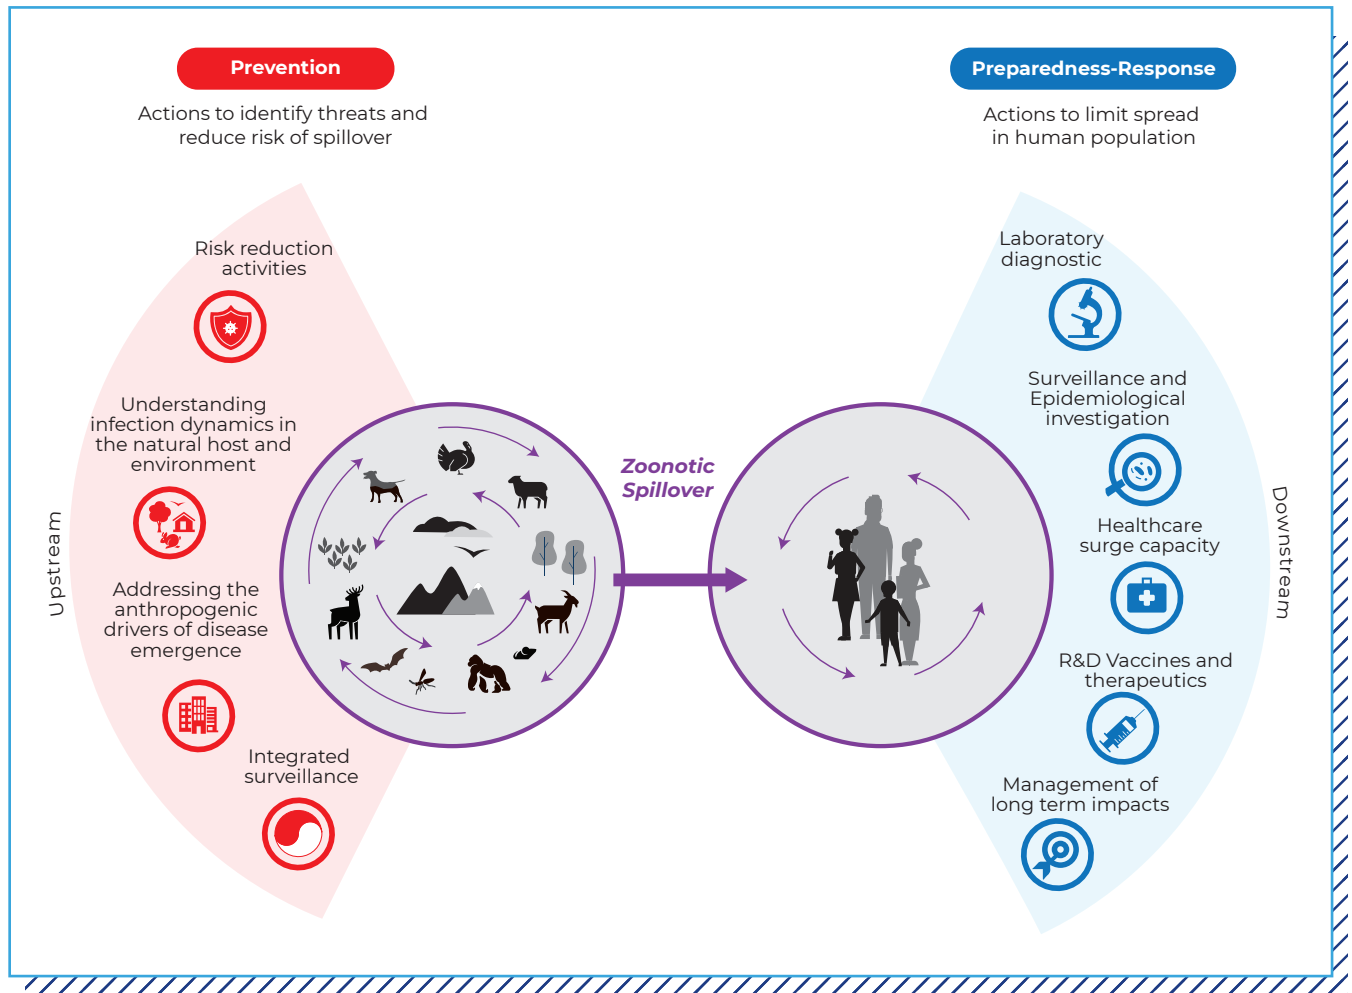 Prevention
Actions to identify threats and
reduce risk of spillover
Preparedness-Response
Actions to limit spread
in human population
Upstream
Risk reduction
activities
Understanding
infection dynamics in
the natural host and
environment
Addressing the
anthropogenic
drivers of disease
emergence
Integrated
surveillance
Zoonotic
Spillover
Laboratory
diagnostic
Surveillance and
Epidemiological
investigation
Healthcare
surge capacity
R&D Vaccines and
therapeutics
Management of
long term impacts
Downstream